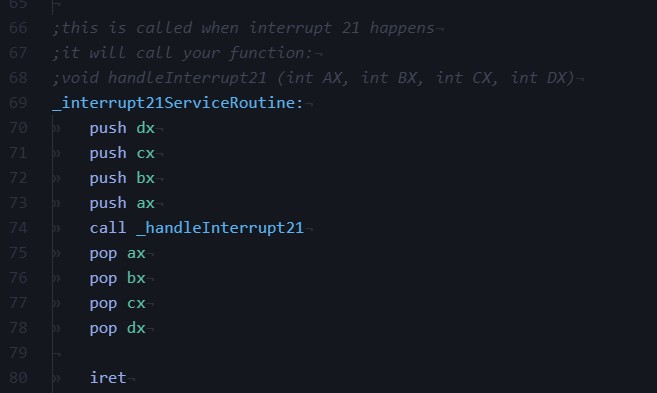 65
66 ;this is called when interrupt 21 happens¬
67 ;it will call your function:¬
68 ;void handleInterrupt21 (int AX, int BX, int CX, int DX)¬
69 _interrupt21ServiceRoutine:¬
70 » push dx¬
71 » push cx¬
72 » push bx¬
73 » push ax¬
74 » call _handleInterrupt21¬
75 » pop ax¬
76 » pop bx¬
77 » pop cx¬
78 » pop dx¬
79 ¬
80 » iret¬